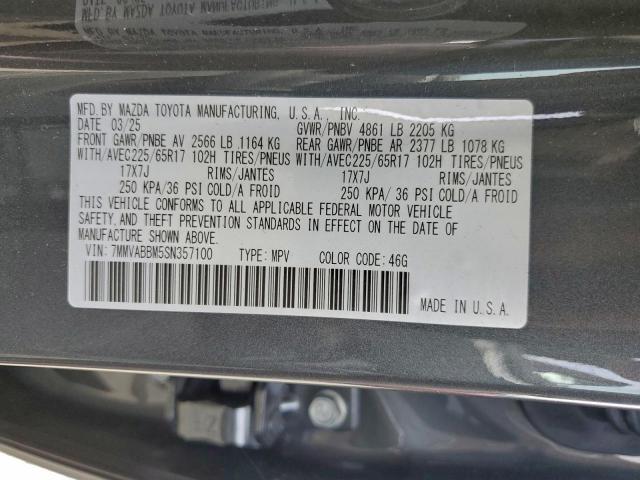 MFD. BY MAZDA TOYOTA MANUFACTURING, U.S.A., INC.
DATE 03/25 GVWR/PNBV 4861 LB 2205 KG
FRONT GAWR/PNBE AV 2566 LB 1164 KG REAR GAWR/PNBE AR 2377 LB 1078 KG
WITH/AVEC225/65R17 102H TIRES/PNEUS WITH/AVEC225/65R17 102H TIRES/PNEUS
17X7J RIMS/JANTES 17X7J RIMS/JANTES
250 KPA/36 PSI COLD/A FROID 250 KPA/ 36 PSI COLD/A FROID
THIS VEHICLE CONFORMS TO ALL APPLICABLE FEDERAL MOTOR VEHICLE
SAFETY,AND THEFT PREVENTION STANDARDS IN EFFECT ON THE DATE OF
MANUFACTURE SHOWN ABOVE.
VIN: 7MMVABBM5SN357100 TYPE: MPV COLOR CODE: 46G
MADE IN U.S.A.